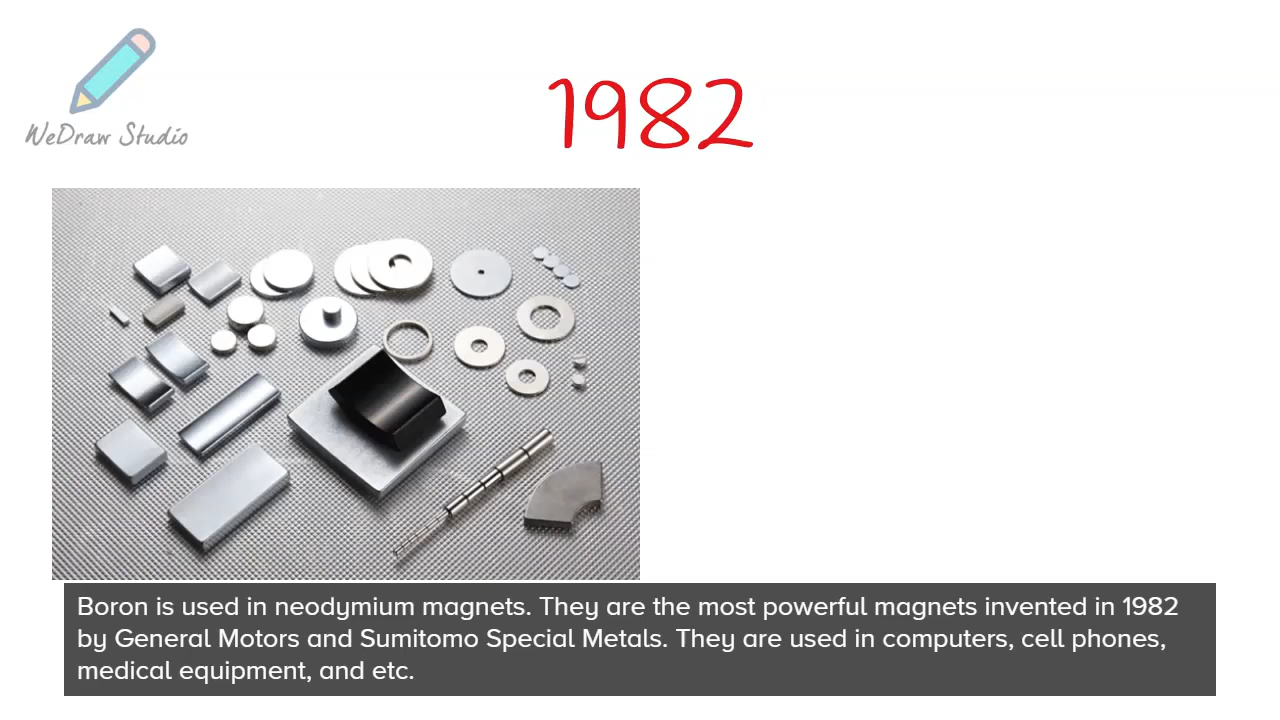 WeDraw Studio
1982
Boron is used in neodymium magnets. They are the most powerful magnets invented in 1982
by General Motors and Sumitomo Special Metals. They are used in computers, cell phones,
medical equipment, and etc.